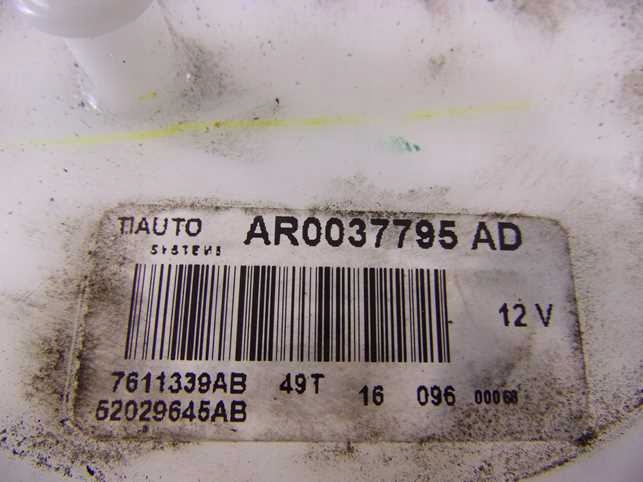 TIAUTO AR0037795 AD
SYSTEMS
12 V
7611339AB 49T 16 096 00068
52029645AB